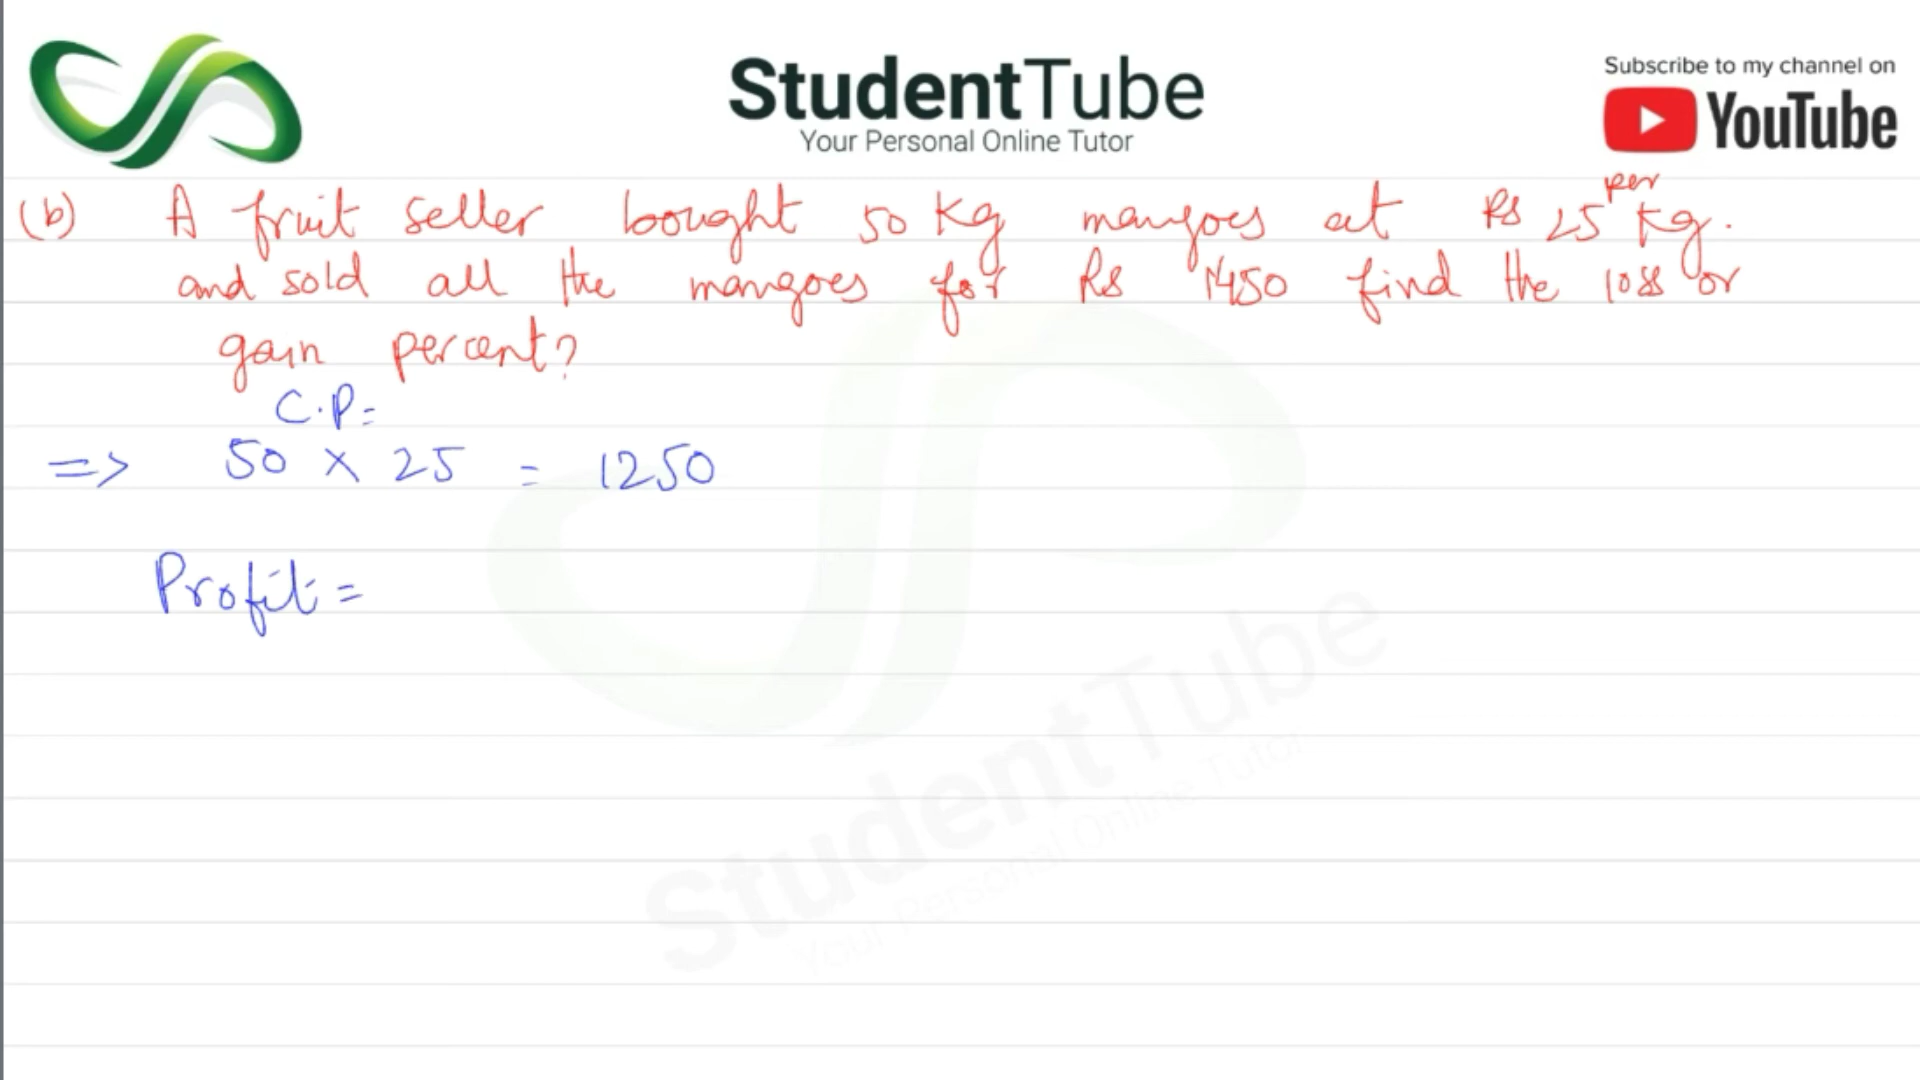 StudentTube
Your Personal Online Tutor
Subscribe to my channel on
YouTube
(b) A fruit seller bought 50 Kg mangoes at Rs 25 per Kg.
and sold all the mangoes for Rs 1450 find the loss or
gain percent?
C.P=
=> 50 × 25 = 1250
Profit =
StudentTube
Your Personal Online Tutor